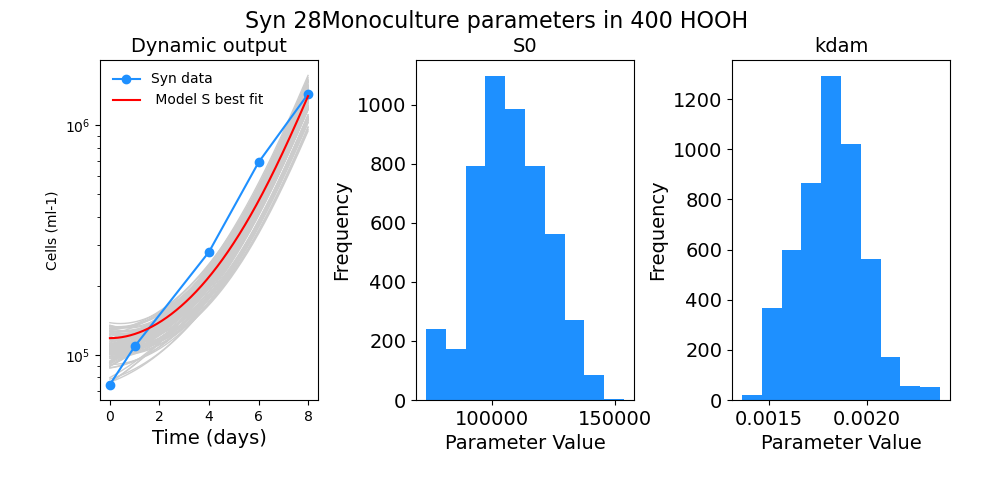 Syn 28Monoculture parameters in 400 HOOH
Dynamic output
Syn data
Model S best fit
Cells (ml-1)
10^6
10^5
0 2 4 6 8
Time (days)
S0
Frequency
1000
800
600
400
200
0
100000 150000
Parameter Value
kdam
Frequency
1200
1000
800
600
400
200
0
0.0015 0.0020
Parameter Value